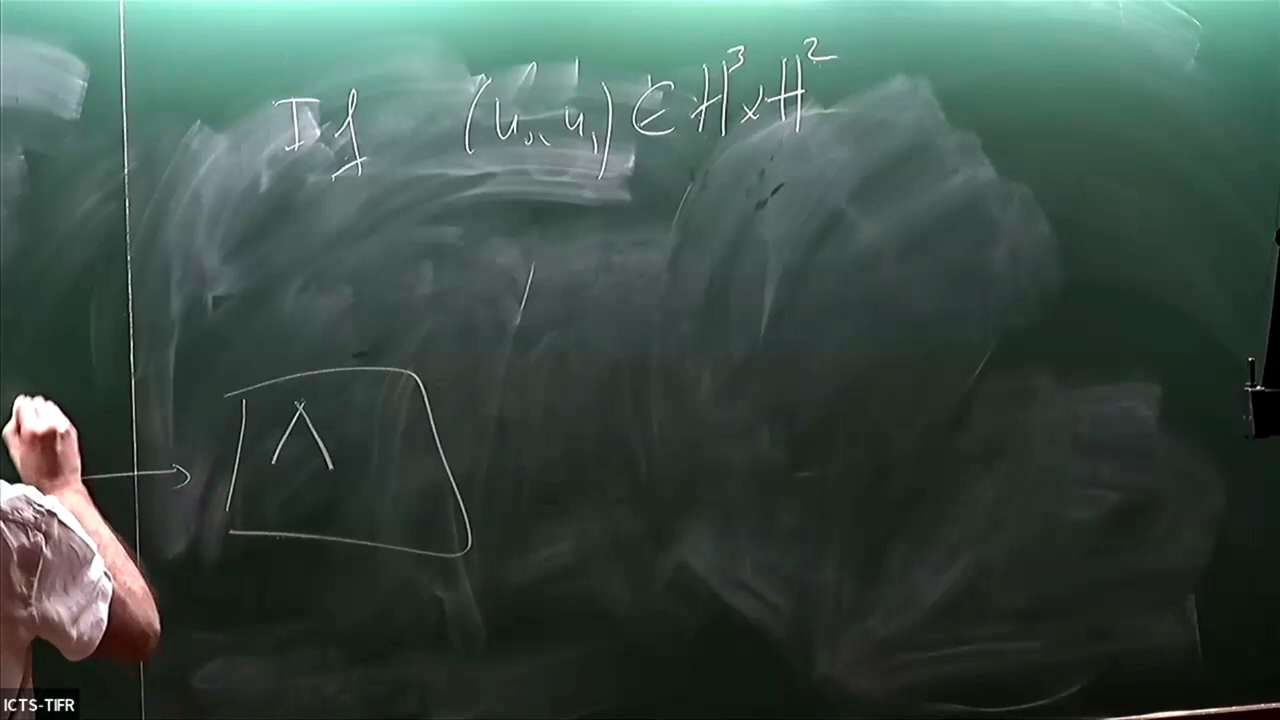 If (u₀, u₁) ∈ H³ × H²
Λ
ICTS-TIFR